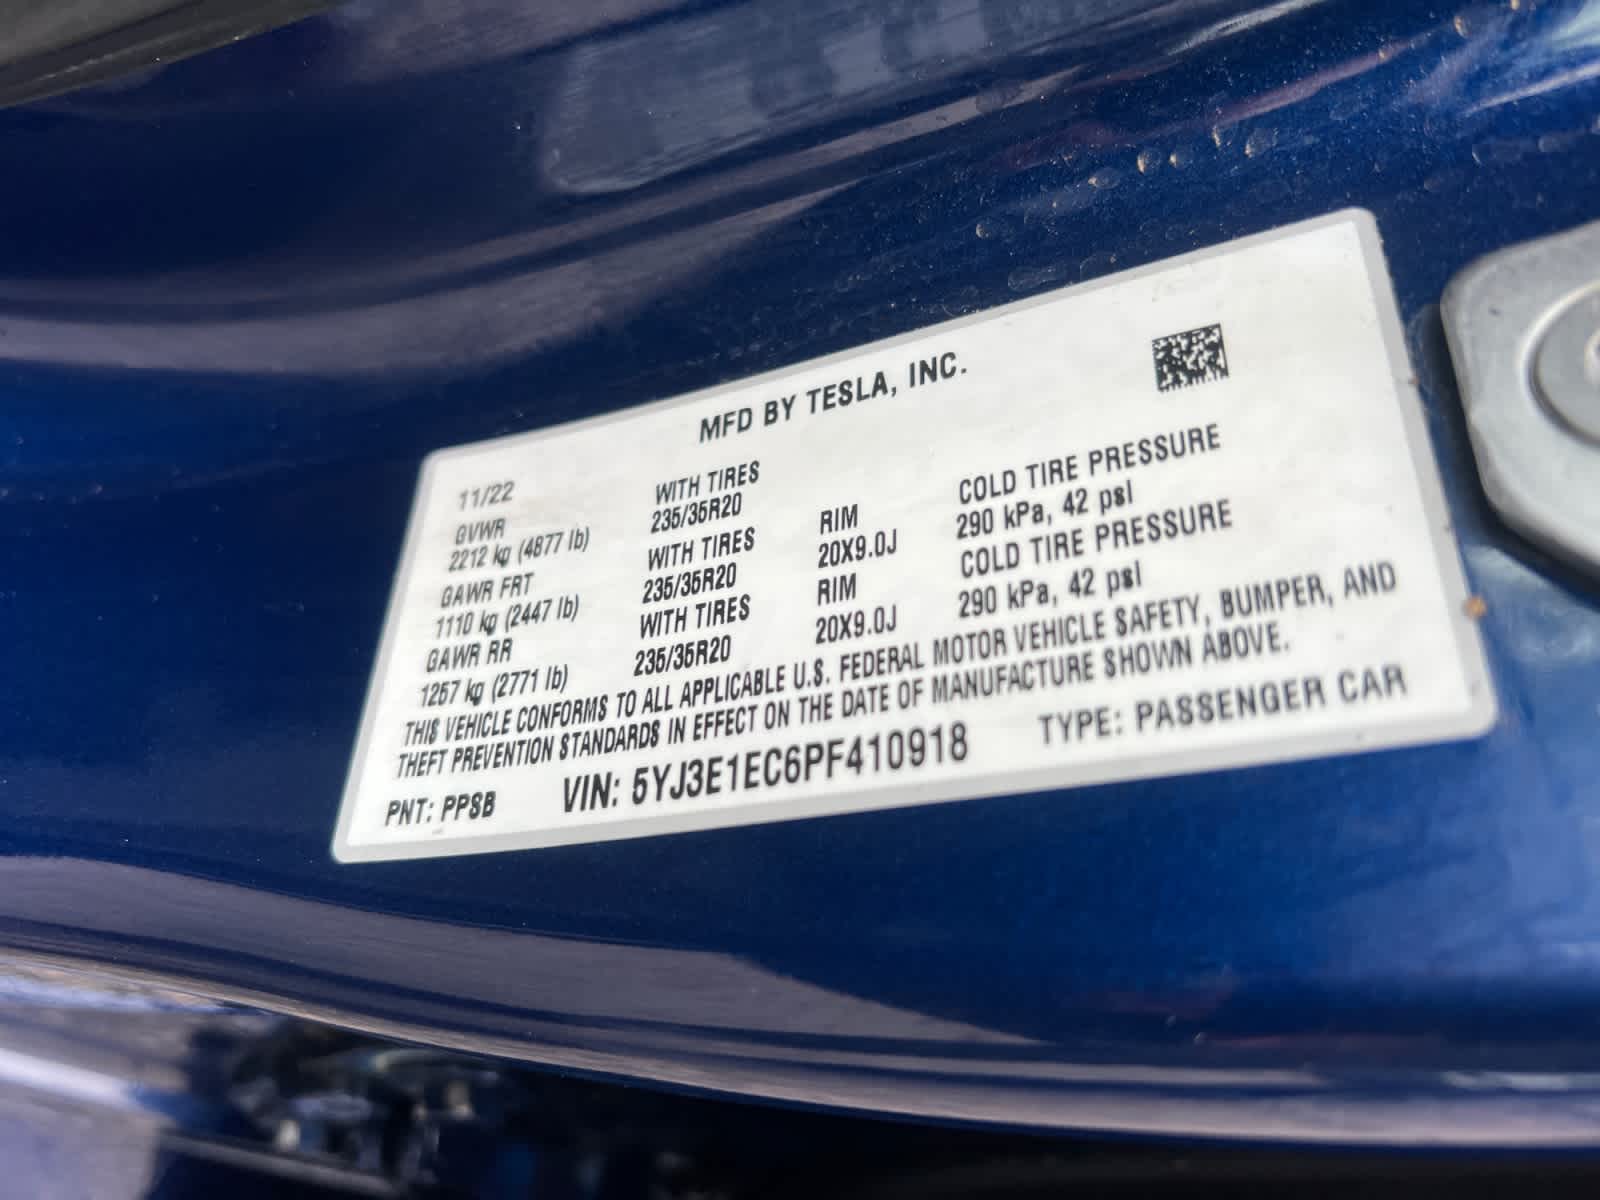 MFD BY TESLA, INC.
11/22
GVWR WITH TIRES RIM COLD TIRE PRESSURE
2212 kg (4877 lb) 235/35R20 20X9.0J 290 kPa, 42 psi
GAWR FRT WITH TIRES RIM COLD TIRE PRESSURE
1110 kg (2447 lb) 235/35R20 20X9.0J 290 kPa, 42 psi
GAWR RR WITH TIRES
1257 kg (2771 lb) 235/35R20
THIS VEHICLE CONFORMS TO ALL APPLICABLE U.S. FEDERAL MOTOR VEHICLE SAFETY, BUMPER, AND
THEFT PREVENTION STANDARDS IN EFFECT ON THE DATE OF MANUFACTURE SHOWN ABOVE.
PNT: PPSB VIN: 5YJ3E1EC6PF410918 TYPE: PASSENGER CAR